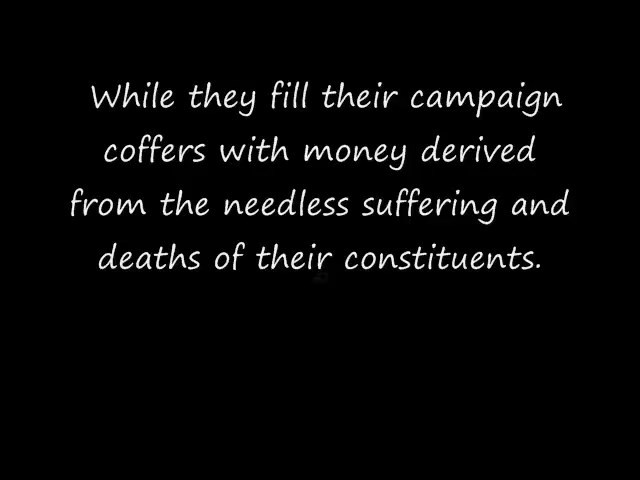 While they fill their campaign
coffers with money derived
from the needless suffering and
deaths of their constituents.